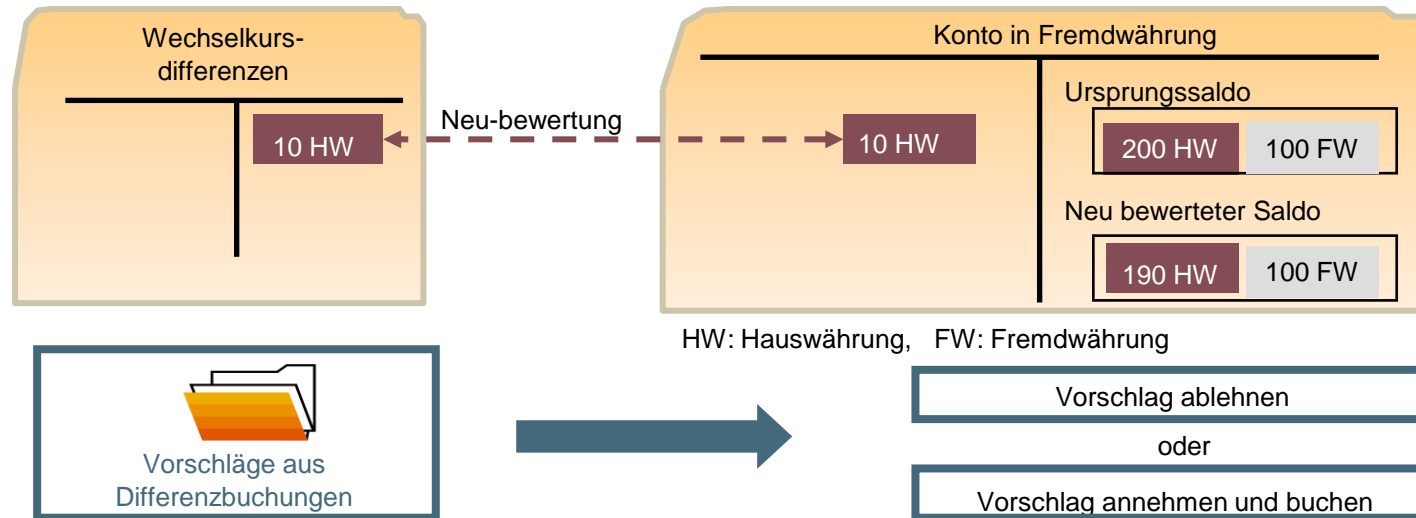 Wechselkurs-
differenzen
10 HW
Neu-bewertung
Konto in Fremdwährung
10 HW
Ursprungssaldo
200 HW 100 FW
Neu bewerteter Saldo
190 HW 100 FW
HW: Hauswährung, FW: Fremdwährung
Vorschläge aus
Differenzbuchungen
Vorschlag ablehnen
oder
Vorschlag annehmen und buchen